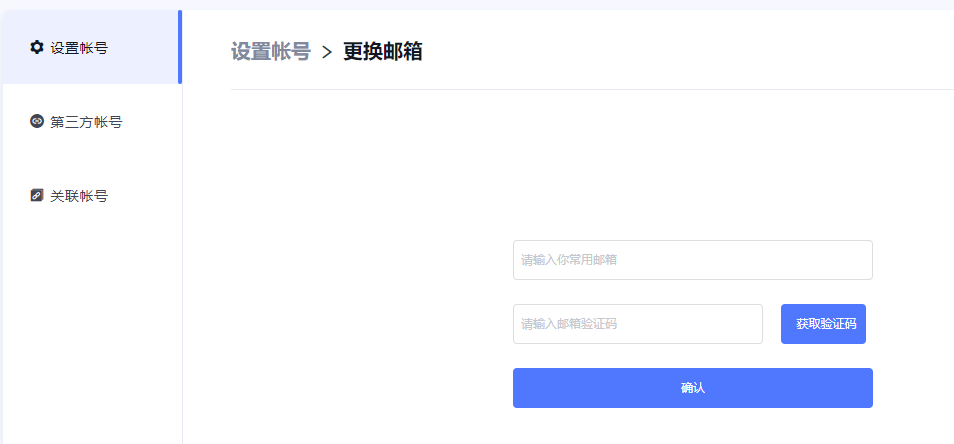 设置帐号
第三方帐号
关联帐号
设置帐号 > 更换邮箱
请输入你常用邮箱
请输入邮箱验证码
获取验证码
确认